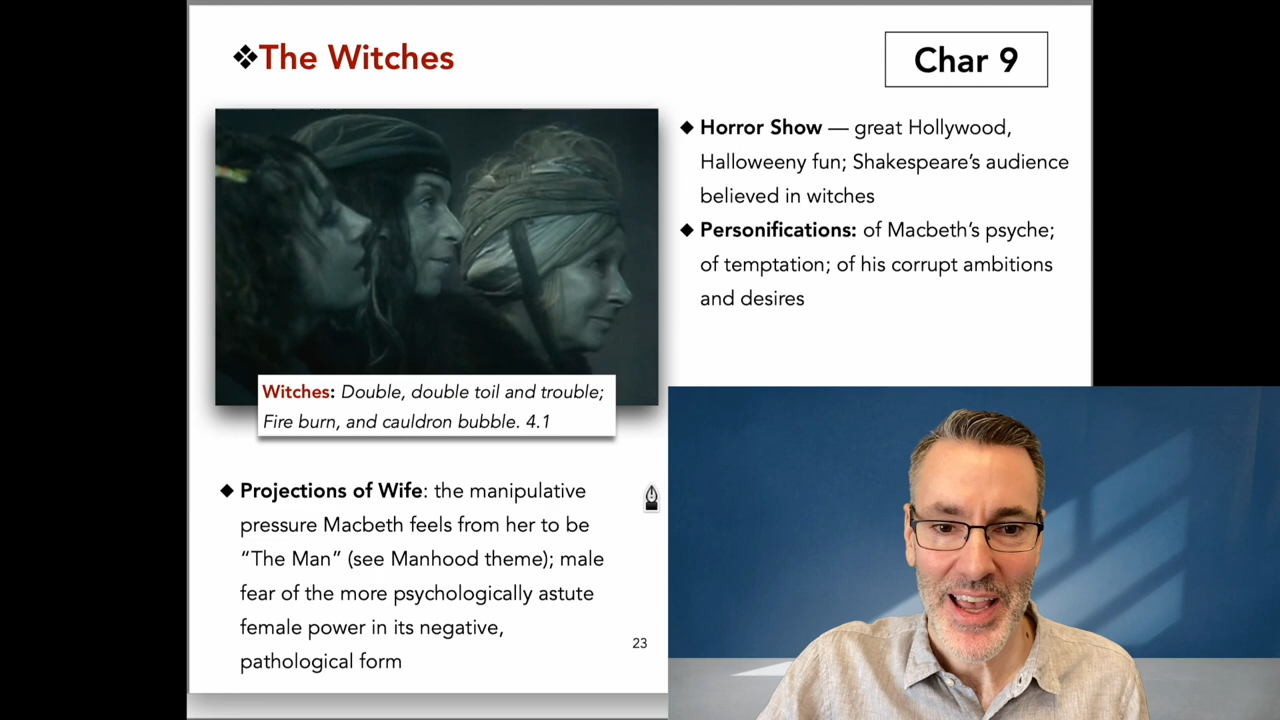 ❖The Witches
Char 9
◆ Horror Show — great Hollywood,
Halloweeny fun; Shakespeare’s audience
believed in witches
◆ Personifications: of Macbeth’s psyche;
of temptation; of his corrupt ambitions
and desires
Witches: Double, double toil and trouble;
Fire burn, and cauldron bubble. 4.1
◆ Projections of Wife: the manipulative
pressure Macbeth feels from her to be
“The Man” (see Manhood theme); male
fear of the more psychologically astute
female power in its negative,
pathological form
23